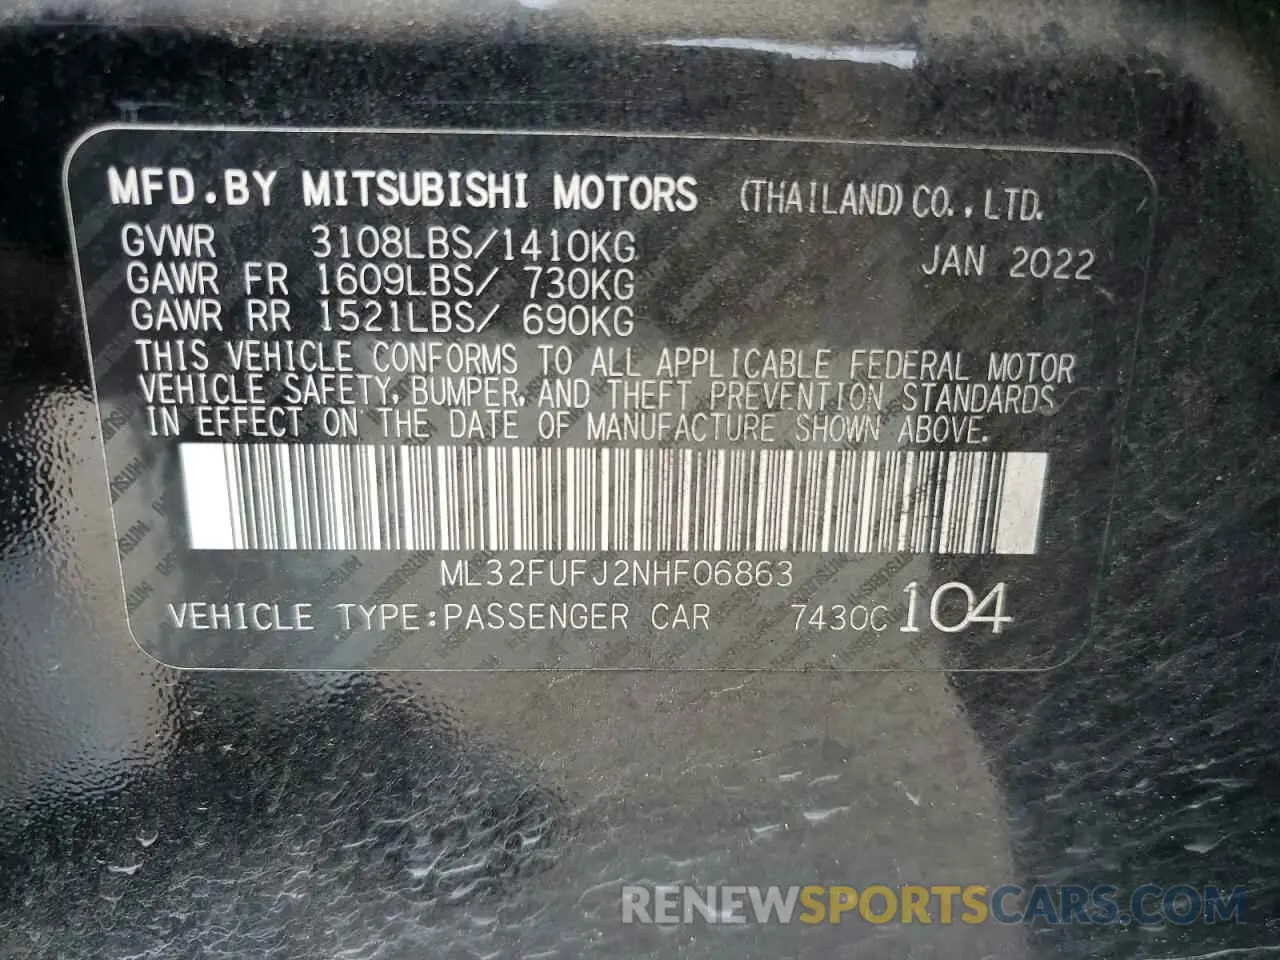 MFD.BY MITSUBISHI MOTORS (THAILAND) CO., LTD.
GVWR 3108LBS/1410KG JAN 2022
GAWR FR 1609LBS/ 730KG
GAWR RR 1521LBS/ 690KG
THIS VEHICLE CONFORMS TO ALL APPLICABLE FEDERAL MOTOR
VEHICLE SAFETY, BUMPER, AND THEFT PREVENTION STANDARDS
IN EFFECT ON THE DATE OF MANUFACTURE SHOWN ABOVE.
ML32FUFJ2NHF06863
VEHICLE TYPE:PASSENGER CAR 7430C 104
RENEWSPORTSCARS.COM